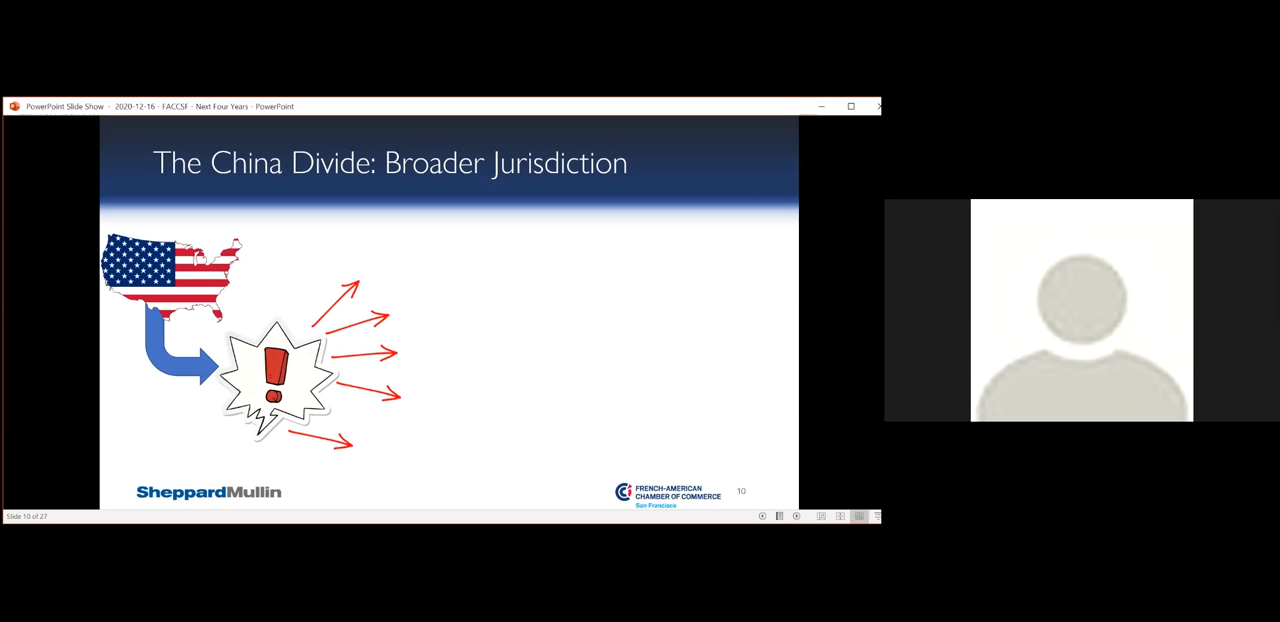 PowerPoint Slide Show - 2020-12-16 - FACCSF - Next Four Years - PowerPoint
The China Divide: Broader Jurisdiction
!
SheppardMullin
FRENCH-AMERICAN
CHAMBER OF COMMERCE
San Francisco
10
Slide 10 of 27